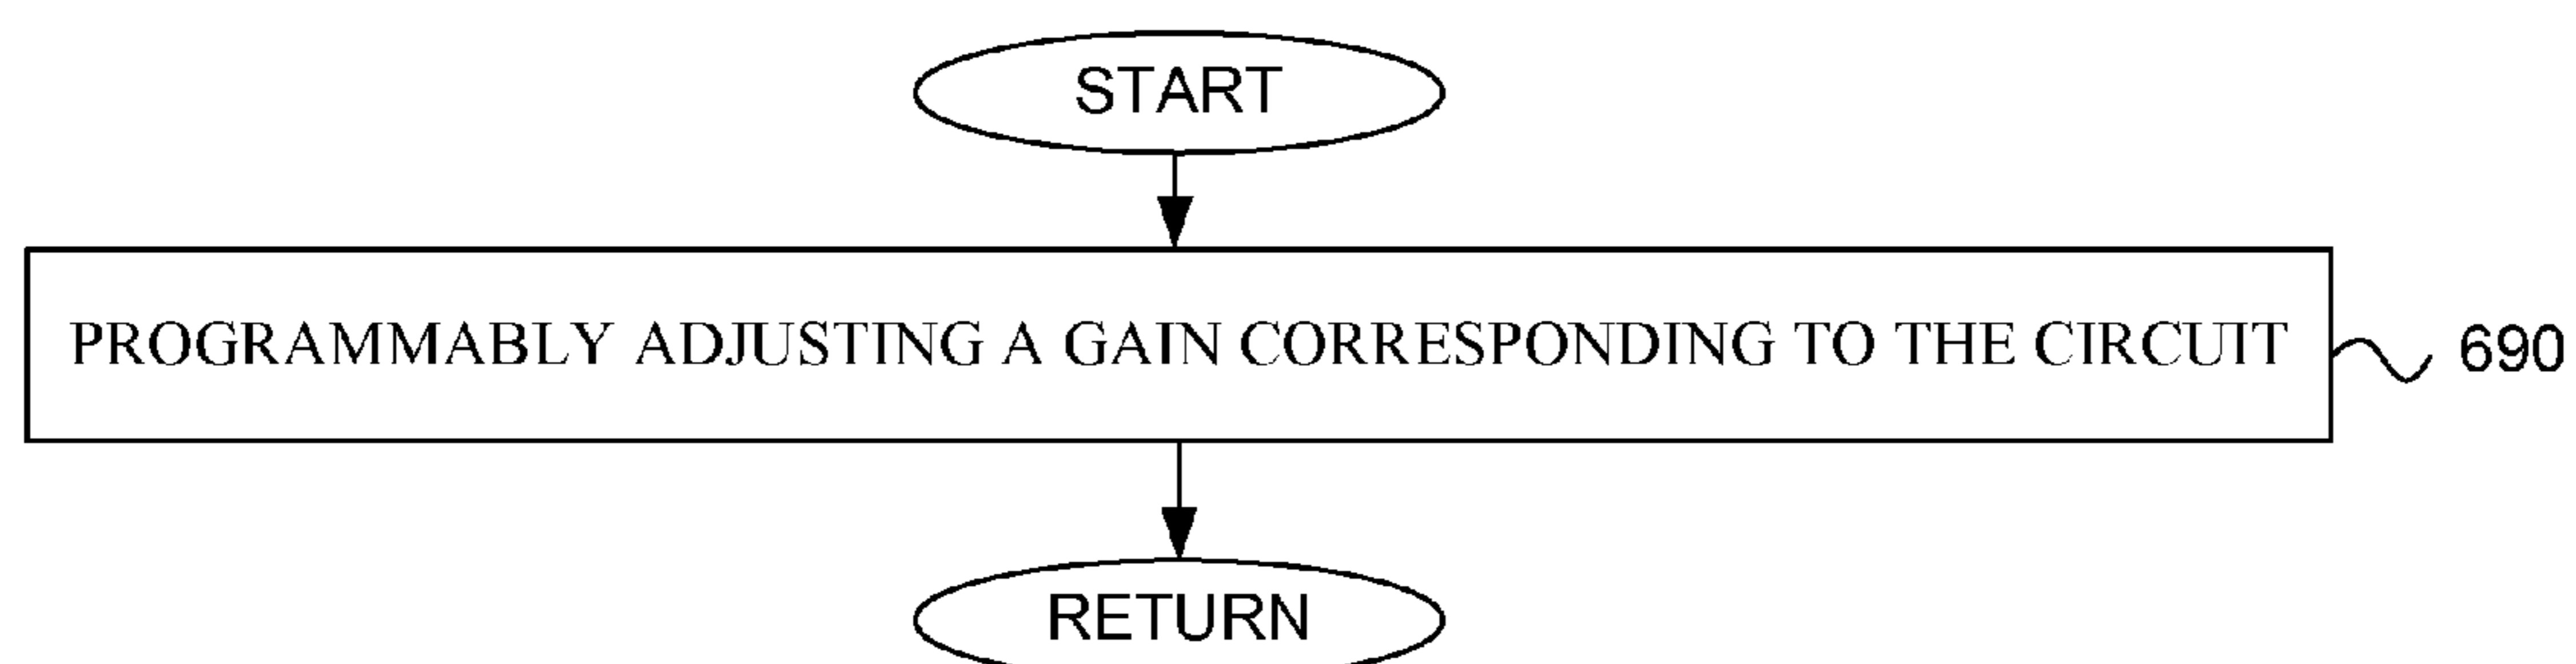 START
PROGRAMMABLY ADJUSTING A GAIN CORRESPONDING TO THE CIRCUIT
690
RETURN